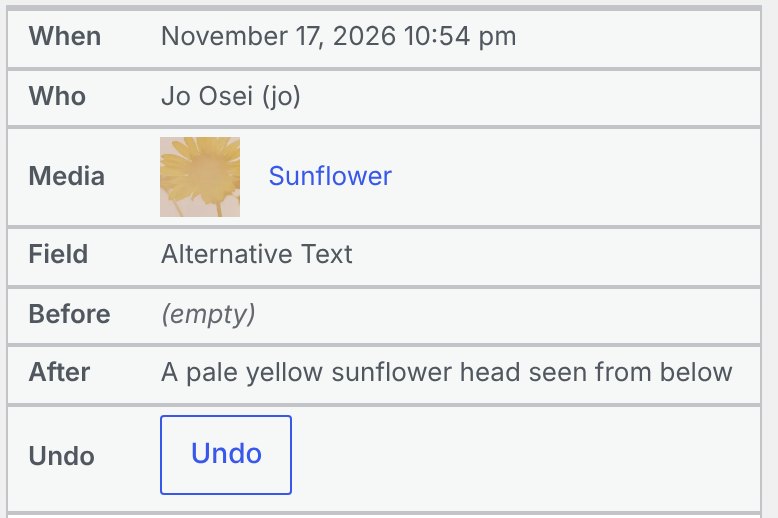 When November 17, 2026 10:54 pm
Who Jo Osei (jo)
Media Sunflower
Field Alternative Text
Before (empty)
After A pale yellow sunflower head seen from below
Undo Undo